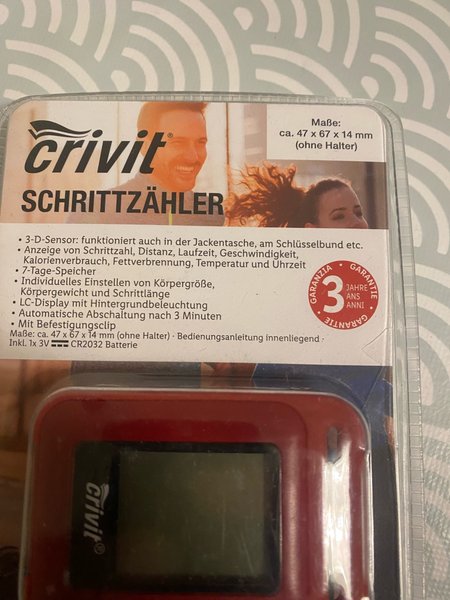 crivit®
Maße:
ca. 47 x 67 x 14 mm
(ohne Halter)
SCHRITTZÄHLER
• 3-D-Sensor: funktioniert auch in der Jackentasche, am Schlüsselbund etc.
• Anzeige von Schrittzahl, Distanz, Laufzeit, Geschwindigkeit,
Kalorienverbrauch, Fettverbrennung, Temperatur und Uhrzeit
• 7-Tage-Speicher
• Individuelles Einstellen von Körpergröße,
Körpergewicht und Schrittlänge
• LC-Display mit Hintergrundbeleuchtung
• Automatische Abschaltung nach 3 Minuten
• Mit Befestigungsclip
Maße: ca. 47 x 67 x 14 mm (ohne Halter) · Bedienungsanleitung innenliegend ·
Inkl. 1x 3V CR2032 Batterie
GARANZIA • GARANTIE • GARANTIE •
3 JAHRE
ANS
ANNI
crivit®